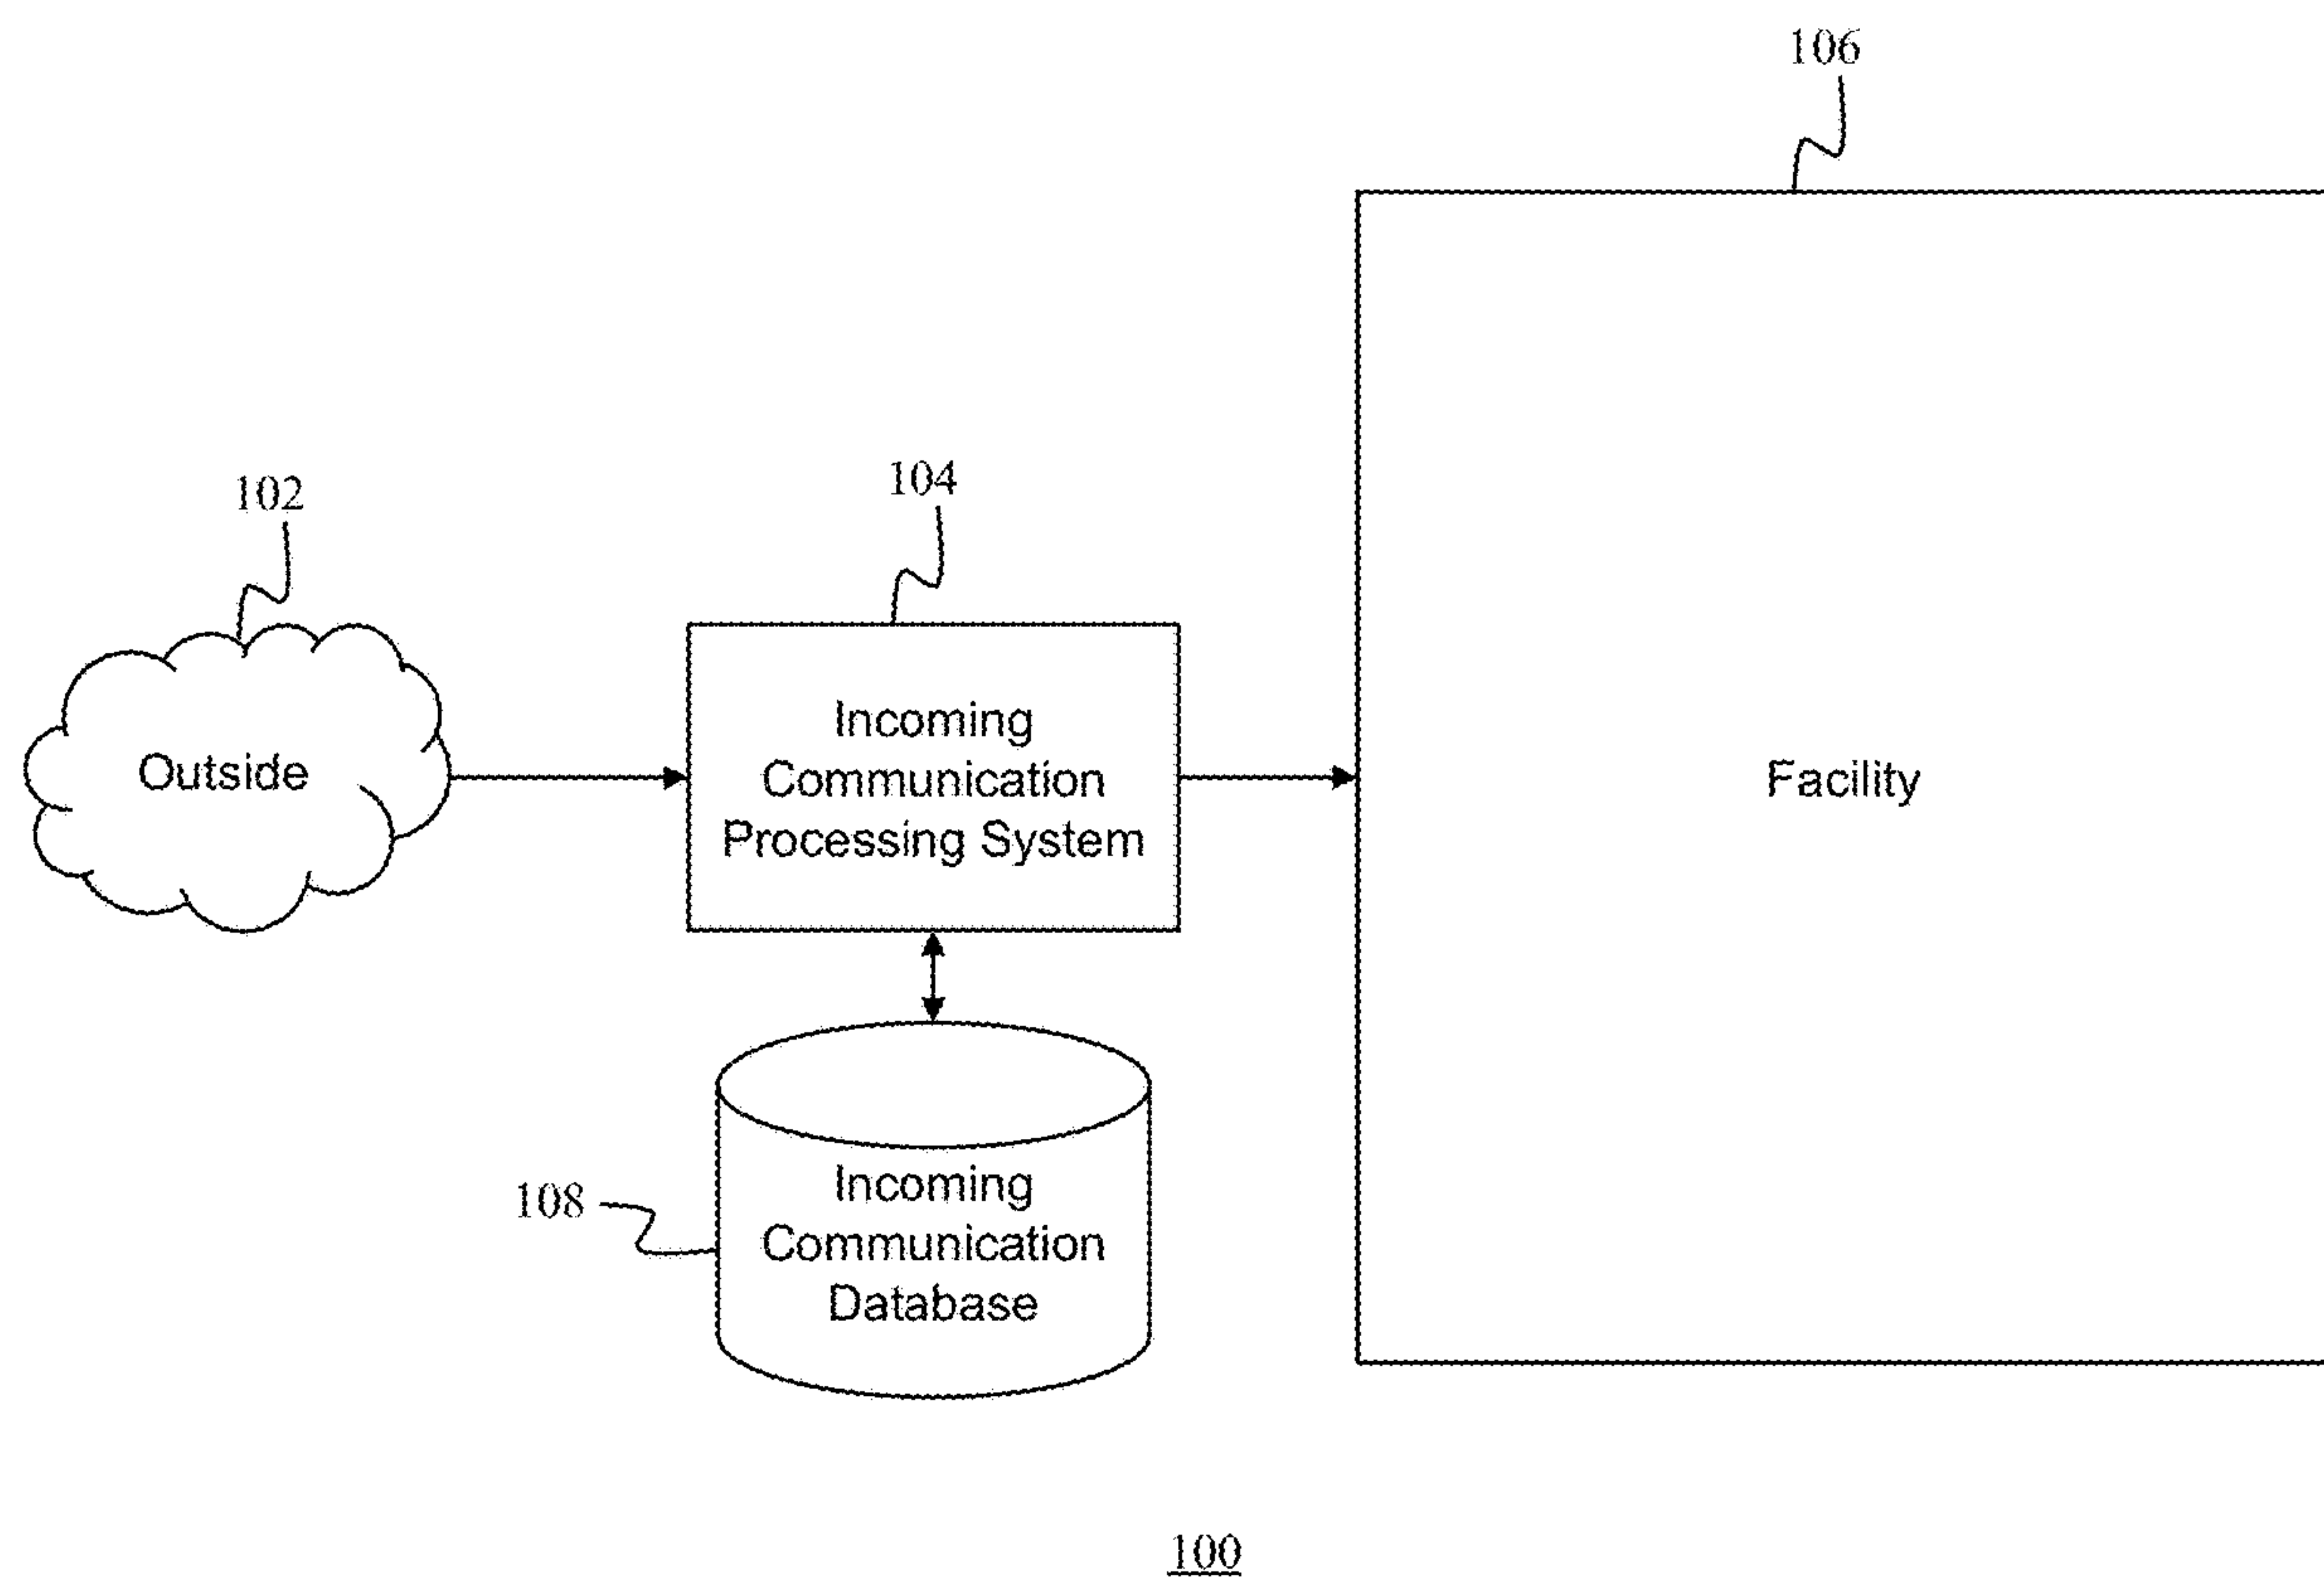 106
102
104
Outside
Incoming
Communication
Processing System
Facility
108
Incoming
Communication
Database
100